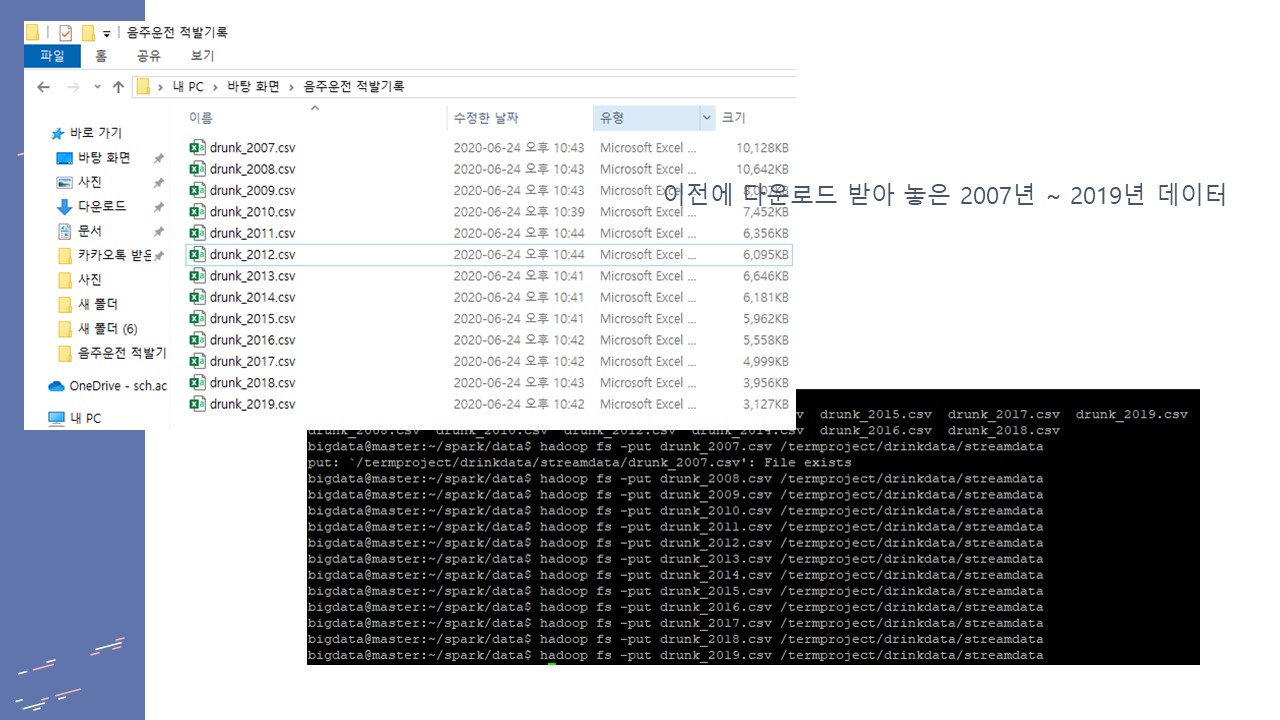 음주운전 적발기록
파일 홈 공유 보기
내 PC > 바탕 화면 > 음주운전 적발기록
이름 수정한 날짜 유형 크기
바로 가기
바탕 화면
사진
다운로드
문서
카카오톡 받은
사진
새 폴더
새 폴더 (6)
음주운전 적발기
OneDrive - sch.ac
내 PC
drunk_2007.csv 2020-06-24 오후 10:43 Microsoft Excel ... 10,128KB
drunk_2008.csv 2020-06-24 오후 10:43 Microsoft Excel ... 10,642KB
drunk_2009.csv 2020-06-24 오후 10:43 Microsoft Excel ...
drunk_2010.csv 2020-06-24 오후 10:39 Microsoft Excel ... 7,452KB
drunk_2011.csv 2020-06-24 오후 10:44 Microsoft Excel ... 6,356KB
drunk_2012.csv 2020-06-24 오후 10:44 Microsoft Excel ... 6,095KB
drunk_2013.csv 2020-06-24 오후 10:41 Microsoft Excel ... 6,646KB
drunk_2014.csv 2020-06-24 오후 10:41 Microsoft Excel ... 6,181KB
drunk_2015.csv 2020-06-24 오후 10:41 Microsoft Excel ... 5,962KB
drunk_2016.csv 2020-06-24 오후 10:42 Microsoft Excel ... 5,558KB
drunk_2017.csv 2020-06-24 오후 10:42 Microsoft Excel ... 4,999KB
drunk_2018.csv 2020-06-24 오후 10:43 Microsoft Excel ... 3,956KB
drunk_2019.csv 2020-06-24 오후 10:42 Microsoft Excel ... 3,127KB
이전에 다운로드 받아 놓은 2007년 ~ 2019년 데이터
v drunk_2015.csv drunk_2017.csv drunk_2019.csv
drunk_2008.csv drunk_2010.csv drunk_2012.csv drunk_2014.csv drunk_2016.csv drunk_2018.csv
bigdata@master:~/spark/data$ hadoop fs -put drunk_2007.csv /termproject/drinkdata/streamdata
put: `/termproject/drinkdata/streamdata/drunk_2007.csv': File exists
bigdata@master:~/spark/data$ hadoop fs -put drunk_2008.csv /termproject/drinkdata/streamdata
bigdata@master:~/spark/data$ hadoop fs -put drunk_2009.csv /termproject/drinkdata/streamdata
bigdata@master:~/spark/data$ hadoop fs -put drunk_2010.csv /termproject/drinkdata/streamdata
bigdata@master:~/spark/data$ hadoop fs -put drunk_2011.csv /termproject/drinkdata/streamdata
bigdata@master:~/spark/data$ hadoop fs -put drunk_2012.csv /termproject/drinkdata/streamdata
bigdata@master:~/spark/data$ hadoop fs -put drunk_2013.csv /termproject/drinkdata/streamdata
bigdata@master:~/spark/data$ hadoop fs -put drunk_2014.csv /termproject/drinkdata/streamdata
bigdata@master:~/spark/data$ hadoop fs -put drunk_2015.csv /termproject/drinkdata/streamdata
bigdata@master:~/spark/data$ hadoop fs -put drunk_2016.csv /termproject/drinkdata/streamdata
bigdata@master:~/spark/data$ hadoop fs -put drunk_2017.csv /termproject/drinkdata/streamdata
bigdata@master:~/spark/data$ hadoop fs -put drunk_2018.csv /termproject/drinkdata/streamdata
bigdata@master:~/spark/data$ hadoop fs -put drunk_2019.csv /termproject/drinkdata/streamdata